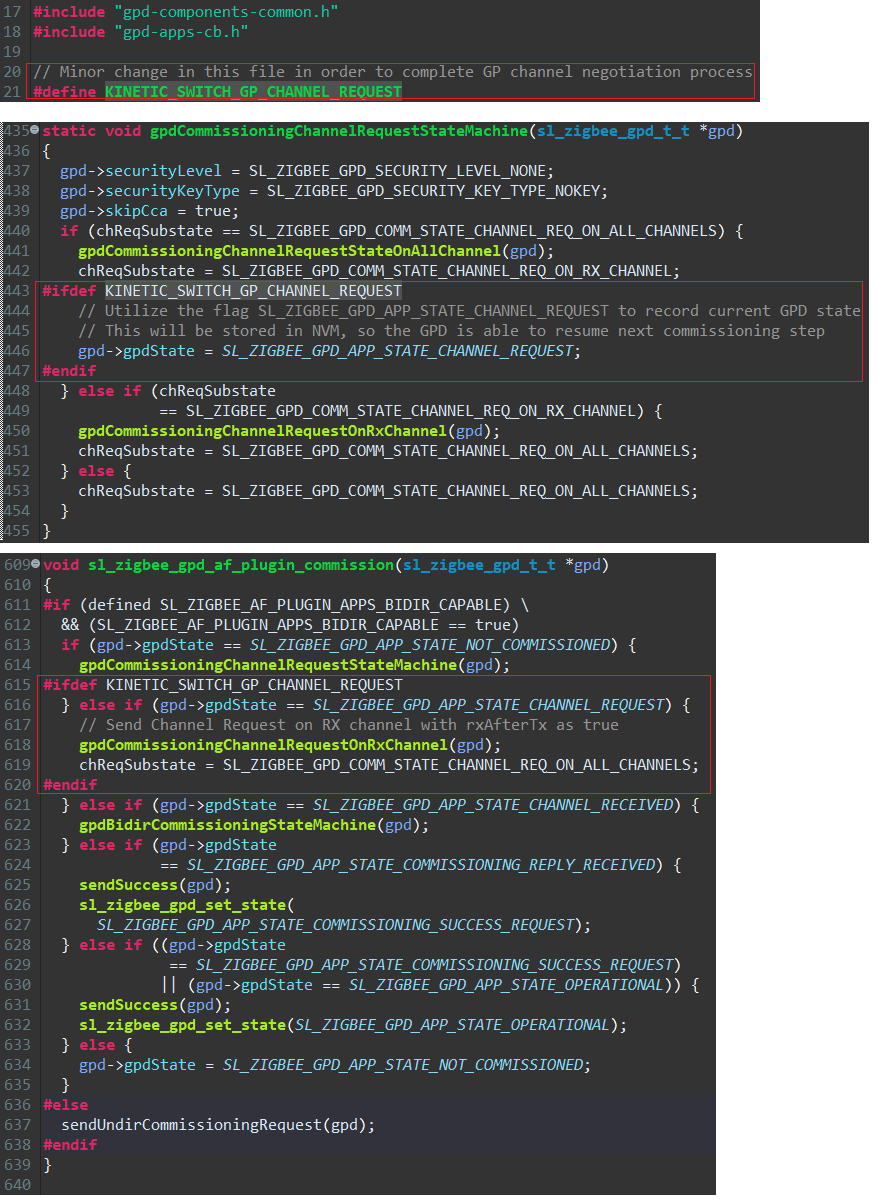 17 #include "gpd-components-common.h"
18 #include "gpd-apps-cb.h"
19
20 // Minor change in this file in order to complete GP channel negotiation process
21 #define KINETIC_SWITCH_GP_CHANNEL_REQUEST
435 static void gpdCommissioningChannelRequestStateMachine(sl_zigbee_gpd_t_t *gpd)
436 {
437   gpd->securityLevel = SL_ZIGBEE_GPD_SECURITY_LEVEL_NONE;
438   gpd->securityKeyType = SL_ZIGBEE_GPD_SECURITY_KEY_TYPE_NOKEY;
439   gpd->skipCca = true;
440   if (chReqSubstate == SL_ZIGBEE_GPD_COMM_STATE_CHANNEL_REQ_ON_ALL_CHANNELS) {
441     gpdCommissioningChannelRequestStateOnAllChannel(gpd);
442     chReqSubstate = SL_ZIGBEE_GPD_COMM_STATE_CHANNEL_REQ_ON_RX_CHANNEL;
443 #ifdef KINETIC_SWITCH_GP_CHANNEL_REQUEST
444     // Utilize the flag SL_ZIGBEE_GPD_APP_STATE_CHANNEL_REQUEST to record current GPD state
445     // This will be stored in NVM, so the GPD is able to resume next commissioning step
446     gpd->gpdState = SL_ZIGBEE_GPD_APP_STATE_CHANNEL_REQUEST;
447 #endif
448   } else if (chReqSubstate
449              == SL_ZIGBEE_GPD_COMM_STATE_CHANNEL_REQ_ON_RX_CHANNEL) {
450     gpdCommissioningChannelRequestOnRxChannel(gpd);
451     chReqSubstate = SL_ZIGBEE_GPD_COMM_STATE_CHANNEL_REQ_ON_ALL_CHANNELS;
452   } else {
453     chReqSubstate = SL_ZIGBEE_GPD_COMM_STATE_CHANNEL_REQ_ON_ALL_CHANNELS;
454   }
455 }
609 void sl_zigbee_gpd_af_plugin_commission(sl_zigbee_gpd_t_t *gpd)
610 {
611 #if (defined SL_ZIGBEE_AF_PLUGIN_APPS_BIDIR_CAPABLE) \
612   && (SL_ZIGBEE_AF_PLUGIN_APPS_BIDIR_CAPABLE == true)
613   if (gpd->gpdState == SL_ZIGBEE_GPD_APP_STATE_NOT_COMMISSIONED) {
614     gpdCommissioningChannelRequestStateMachine(gpd);
615 #ifdef KINETIC_SWITCH_GP_CHANNEL_REQUEST
616   } else if (gpd->gpdState == SL_ZIGBEE_GPD_APP_STATE_CHANNEL_REQUEST) {
617     // Send Channel Request on RX channel with rxAfterTx as true
618     gpdCommissioningChannelRequestOnRxChannel(gpd);
619     chReqSubstate = SL_ZIGBEE_GPD_COMM_STATE_CHANNEL_REQ_ON_ALL_CHANNELS;
620 #endif
621   } else if (gpd->gpdState == SL_ZIGBEE_GPD_APP_STATE_CHANNEL_RECEIVED) {
622     gpdBidirCommissioningStateMachine(gpd);
623   } else if (gpd->gpdState
624              == SL_ZIGBEE_GPD_APP_STATE_COMMISSIONING_REPLY_RECEIVED) {
625     sendSuccess(gpd);
626     sl_zigbee_gpd_set_state(
627       SL_ZIGBEE_GPD_APP_STATE_COMMISSIONING_SUCCESS_REQUEST);
628   } else if ((gpd->gpdState
629               == SL_ZIGBEE_GPD_APP_STATE_COMMISSIONING_SUCCESS_REQUEST)
630              || (gpd->gpdState == SL_ZIGBEE_GPD_APP_STATE_OPERATIONAL)) {
631     sendSuccess(gpd);
632     sl_zigbee_gpd_set_state(SL_ZIGBEE_GPD_APP_STATE_OPERATIONAL);
633   } else {
634     gpd->gpdState = SL_ZIGBEE_GPD_APP_STATE_NOT_COMMISSIONED;
635   }
636 #else
637   sendUndirCommissioningRequest(gpd);
638 #endif
639 }
640